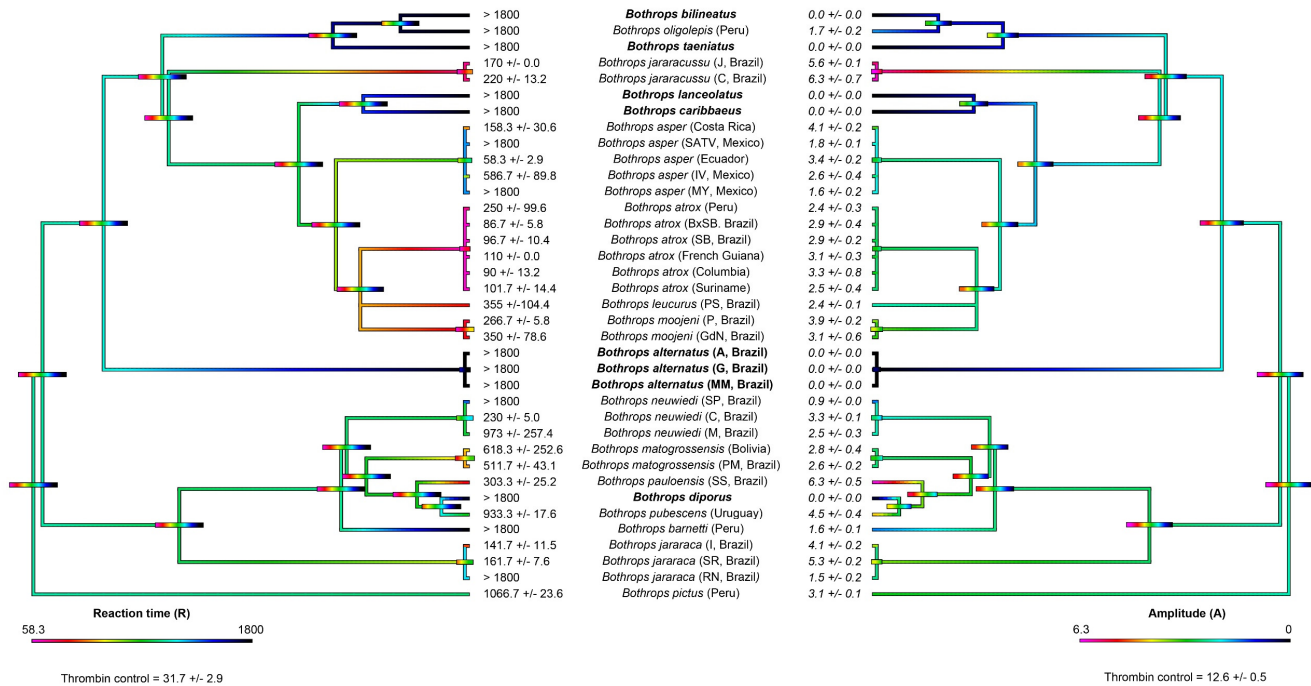 > 1800 Bothrops bilineatus 0.0 +/- 0.0
> 1800 Bothrops oligolepis (Peru) 1.7 +/- 0.2
> 1800 Bothrops taeniatus 0.0 +/- 0.0
170 +/- 0.0 Bothrops jararacussu (J, Brazil) 5.6 +/- 0.1
220 +/- 13.2 Bothrops jararacussu (C, Brazil) 6.3 +/- 0.7
> 1800 Bothrops lanceolatus 0.0 +/- 0.0
> 1800 Bothrops caribbaeus 0.0 +/- 0.0
158.3 +/- 30.6 Bothrops asper (Costa Rica) 4.1 +/- 0.2
> 1800 Bothrops asper (SATV, Mexico) 1.8 +/- 0.1
58.3 +/- 2.9 Bothrops asper (Ecuador) 3.4 +/- 0.2
586.7 +/- 89.8 Bothrops asper (IV, Mexico) 2.6 +/- 0.4
> 1800 Bothrops asper (MY, Mexico) 1.6 +/- 0.2
250 +/- 99.6 Bothrops atrox (Peru) 2.4 +/- 0.3
86.7 +/- 5.8 Bothrops atrox (BxSB. Brazil) 2.9 +/- 0.4
96.7 +/- 10.4 Bothrops atrox (SB, Brazil) 2.9 +/- 0.2
110 +/- 0.0 Bothrops atrox (French Guiana) 3.1 +/- 0.3
90 +/- 13.2 Bothrops atrox (Columbia) 3.3 +/- 0.8
101.7 +/- 14.4 Bothrops atrox (Suriname) 2.5 +/- 0.4
355 +/-104.4 Bothrops leucurus (PS, Brazil) 2.4 +/- 0.1
266.7 +/- 5.8 Bothrops moojeni (P, Brazil) 3.9 +/- 0.2
350 +/- 78.6 Bothrops moojeni (GdN, Brazil) 3.1 +/- 0.6
> 1800 Bothrops alternatus (A, Brazil) 0.0 +/- 0.0
> 1800 Bothrops alternatus (G, Brazil) 0.0 +/- 0.0
> 1800 Bothrops alternatus (MM, Brazil) 0.0 +/- 0.0
> 1800 Bothrops neuwiedi (SP, Brazil) 0.9 +/- 0.0
230 +/- 5.0 Bothrops neuwiedi (C, Brazil) 3.3 +/- 0.1
973 +/- 257.4 Bothrops neuwiedi (M, Brazil) 2.5 +/- 0.3
618.3 +/- 252.6 Bothrops matogrossensis (Bolivia) 2.8 +/- 0.4
511.7 +/- 43.1 Bothrops matogrossensis (PM, Brazil) 2.6 +/- 0.2
303.3 +/- 25.2 Bothrops pauloensis (SS, Brazil) 6.3 +/- 0.5
> 1800 Bothrops diporus 0.0 +/- 0.0
933.3 +/- 17.6 Bothrops pubescens (Uruguay) 4.5 +/- 0.4
> 1800 Bothrops barnetti (Peru) 1.6 +/- 0.1
141.7 +/- 11.5 Bothrops jararaca (I, Brazil) 4.1 +/- 0.2
161.7 +/- 7.6 Bothrops jararaca (SR, Brazil) 5.3 +/- 0.2
> 1800 Bothrops jararaca (RN, Brazil) 1.5 +/- 0.2
1066.7 +/- 23.6 Bothrops pictus (Peru) 3.1 +/- 0.1
Reaction time (R) Amplitude (A)
58.3 1800 6.3 0
Thrombin control = 31.7 +/- 2.9 Thrombin control = 12.6 +/- 0.5